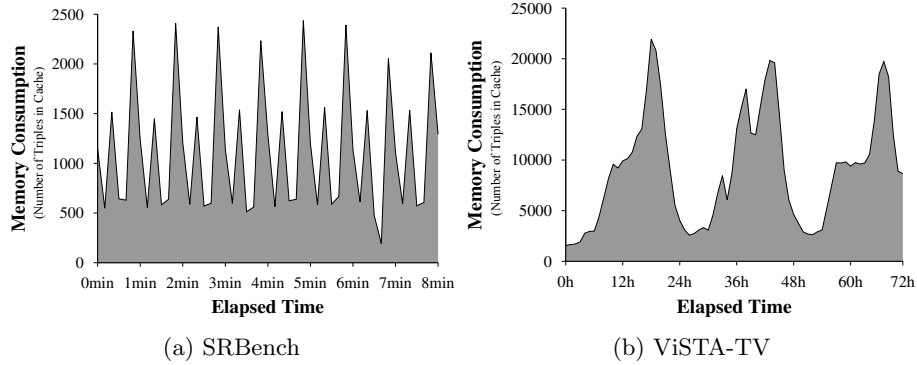 Memory Consumption
(Number of Triples in Cache)
2500
2000
1500
1000
500
0
0min 1min 2min 3min 4min 5min 6min 7min 8min
Elapsed Time
(a) SRBench
Memory Consumption
(Number of Triples in Cache)
25000
20000
15000
10000
5000
0
0h 12h 24h 36h 48h 60h 72h
Elapsed Time
(b) ViSTA-TV